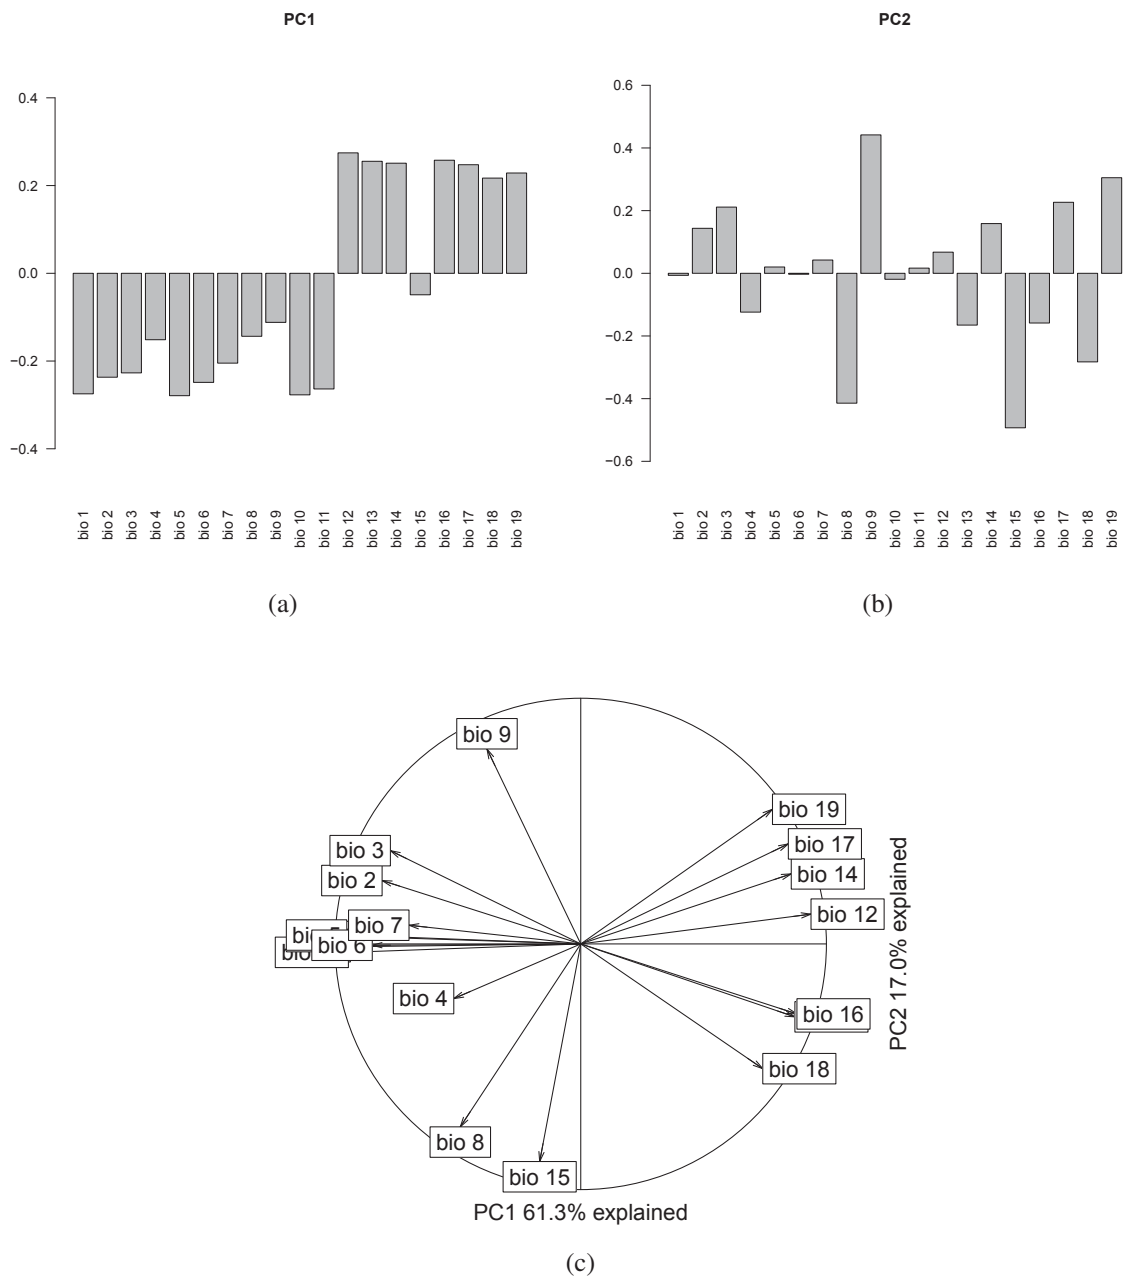 PC1
0.4
0.2
0.0
−0.2
−0.4
bio 1
bio 2
bio 3
bio 4
bio 5
bio 6
bio 7
bio 8
bio 9
bio 10
bio 11
bio 12
bio 13
bio 14
bio 15
bio 16
bio 17
bio 18
bio 19
(a)
PC2
0.6
0.4
0.2
0.0
−0.2
−0.4
−0.6
bio 1
bio 2
bio 3
bio 4
bio 5
bio 6
bio 7
bio 8
bio 9
bio 10
bio 11
bio 12
bio 13
bio 14
bio 15
bio 16
bio 17
bio 18
bio 19
(b)
bio 9
bio 19
bio 17
bio 3
bio 14
bio 2
bio 12
bio 7
bio 6
bio 4
bio 16
bio 18
bio 8
bio 15
PC2 17.0% explained
PC1 61.3% explained
(c)